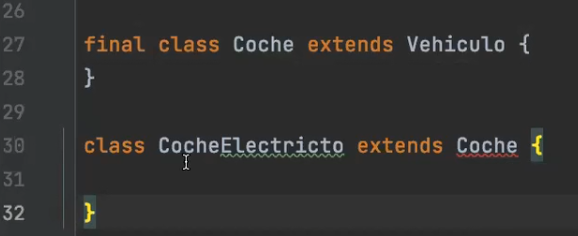 26
27 final class Coche extends Vehiculo {
28 }
29
30 class CocheElectricto extends Coche {
31
32 }